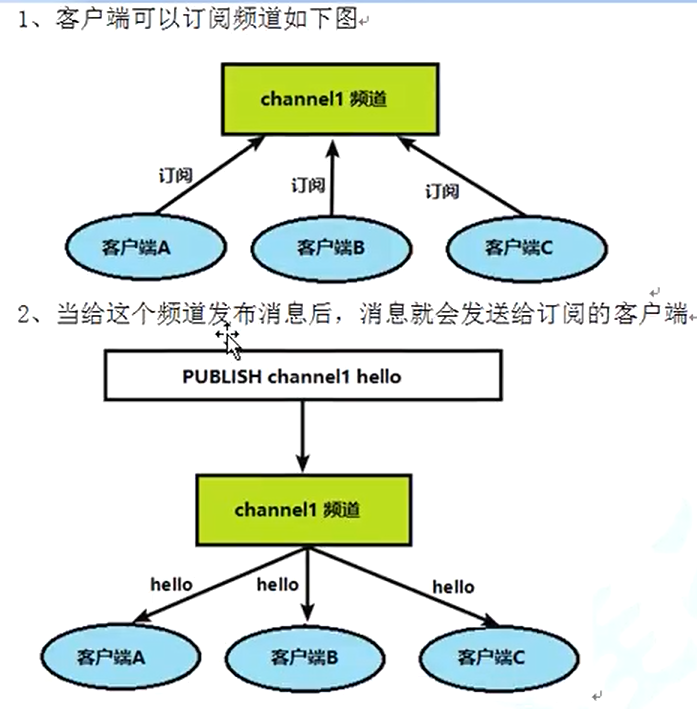 1、客户端可以订阅频道如下图
channel1 频道
订阅
订阅
订阅
客户端A
客户端B
客户端C
2、当给这个频道发布消息后，消息就会发送给订阅的客户端
PUBLISH channel1 hello
channel1 频道
hello
hello
hello
客户端A
客户端B
客户端C